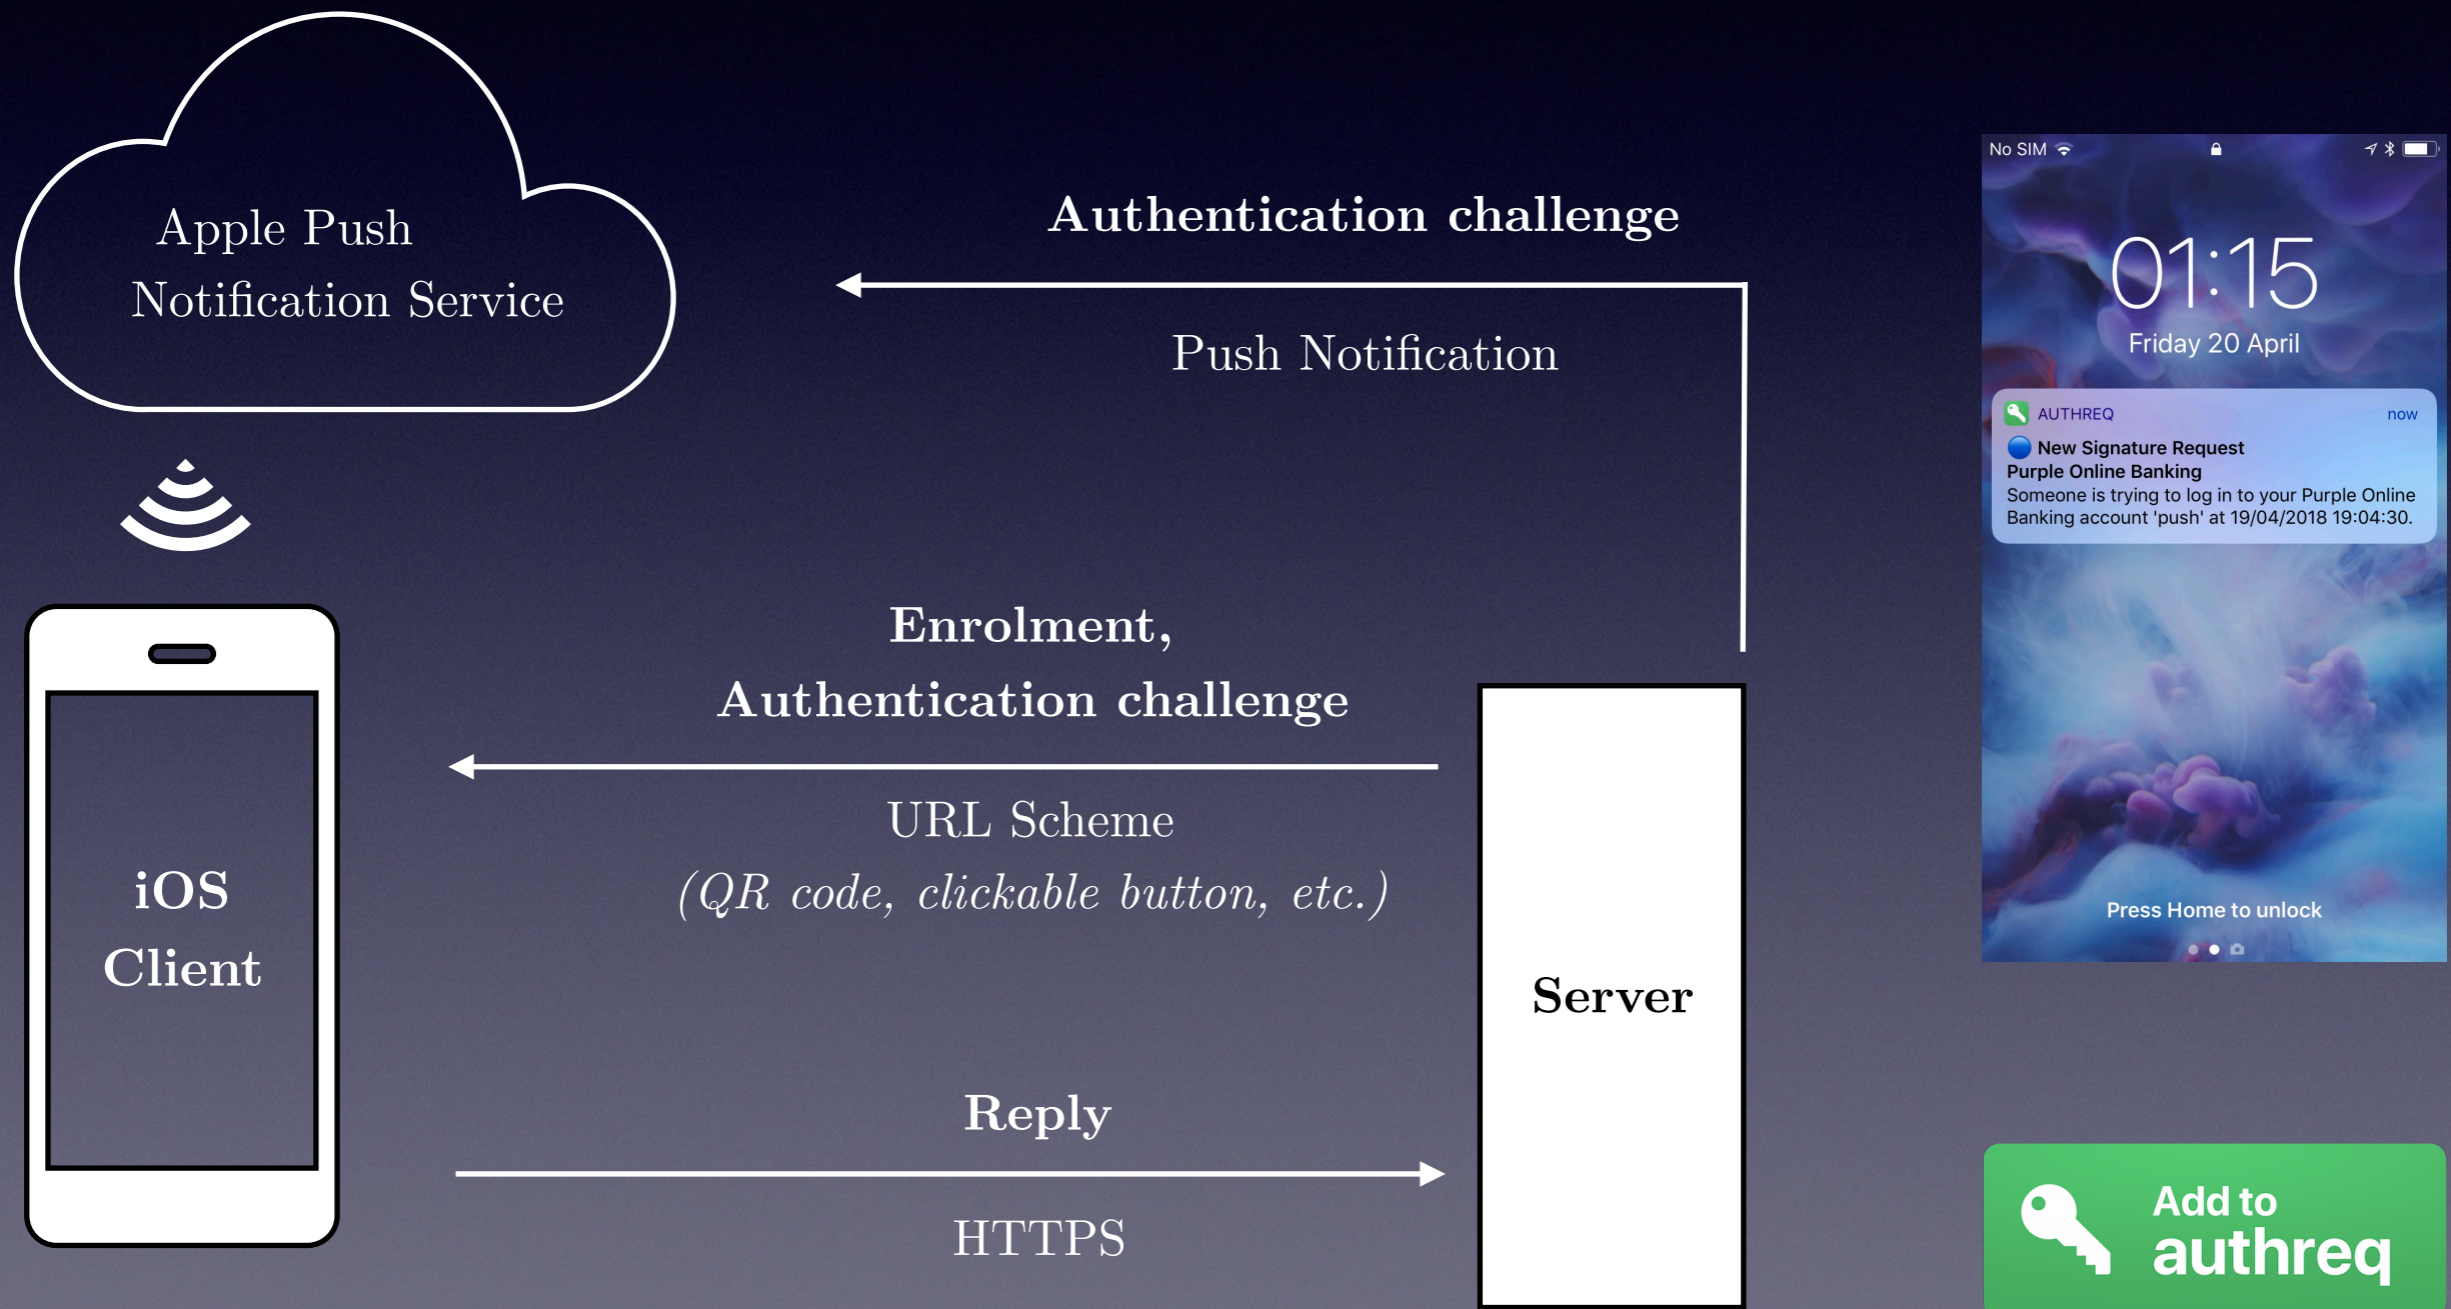 Apple Push
Notification Service
Authentication challenge
Push Notification
Enrolment,
Authentication challenge
URL Scheme
(QR code, clickable button, etc.)
iOS
Client
Server
Reply
HTTPS
No SIM
01:15
Friday 20 April
AUTHREQ now
New Signature Request
Purple Online Banking
Someone is trying to log in to your Purple Online
Banking account 'push' at 19/04/2018 19:04:30.
Press Home to unlock
Add to
authreq